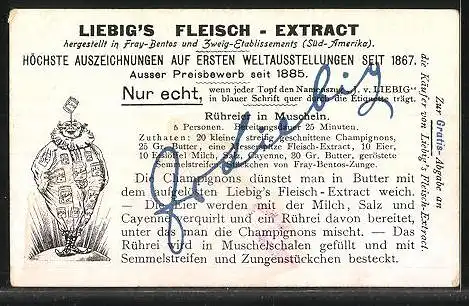 LIEBIG'S FLEISCH - EXTRACT
hergestellt in Fray-Bentos und Zweig-Etablissements (Süd-Amerika).
HÖCHSTE AUSZEICHNUNGEN AUF ERSTEN WELTAUSSTELLUNGEN SEIT 1867.
Ausser Preisbewerb seit 1885.
Nur echt, wenn jeder Topf den Namenszug J. v. LIEBIG
in blauer Schrift quer durch die Etiquette trägt.
Rührei in Muscheln.
6 Personen. 25 Minuten.
Zuthaten: 20 kleine, streifig geschnittene Champignons,
25 Gr. Butter, eine Messerspitze Fleisch-Extract, 10 Eier,
10 Milch, Salz, Cayenne, 30 Gr. Butter, geröstete
von Fray-Bentos-Zunge.
Die Champignons dünstet man in Butter mit
dem aufgelösten Liebig's Fleisch-Extract weich.
— Die Eier werden mit der Milch, Salz und
Cayenne verquirlt und ein Rührei davon bereitet,
unter das man die Champignons mischt. — Das
Rührei wird in Muschelschalen gefüllt und mit
Semmelstreifen und Zungenstückchen besteckt.
Zur Gratis-Abgabe an
die Käufer von Liebig's Fleisch-Extract.